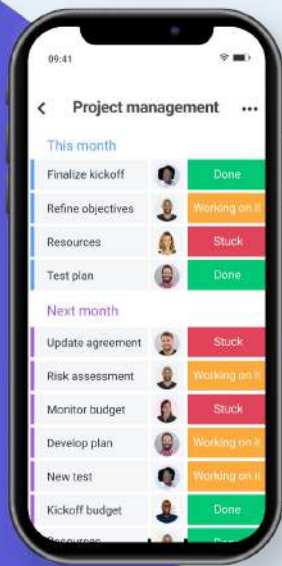 09:41
Project management
This month
Finalize kickoff Done
Refine objectives Working on it
Resources Stuck
Test plan Done
Next month
Update agreement Stuck
Risk assessment Working on it
Monitor budget Stuck
Develop plan Working on it
New test Working on it
Kickoff budget Done
Resources Done